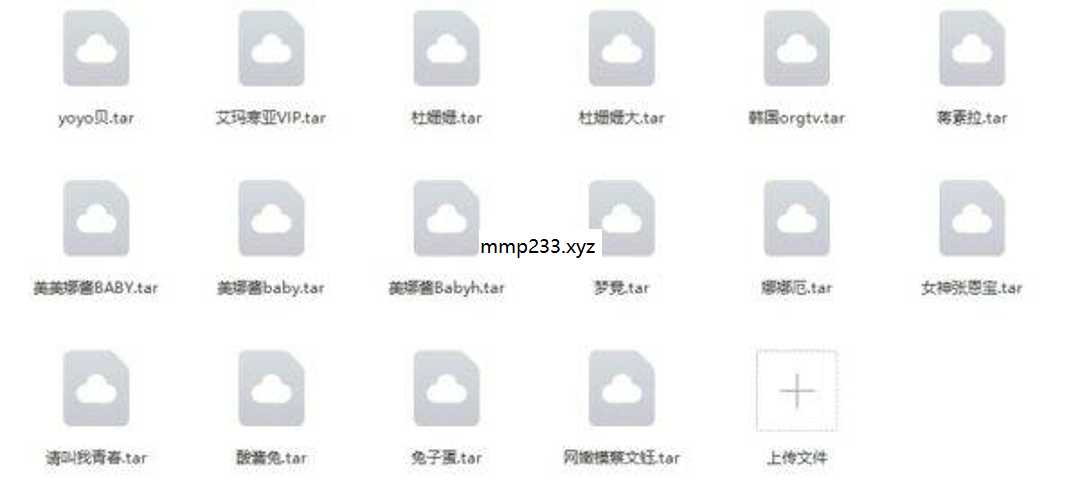 yoyo贝.tar
艾玛寒亚VIP.tar
杜姗姗.tar
杜姗姗大.tar
韩国orgtv.tar
蒋素拉.tar
mmp233.xyz
美美娜酱BABY.tar
美娜酱baby.tar
美娜酱Babyh.tar
梦竞.tar
娜娜厄.tar
女神张恩宝.tar
请叫我青春.tar
酸酱兔.tar
兔子蛋.tar
网嫩模蔡文钰.tar
上传文件